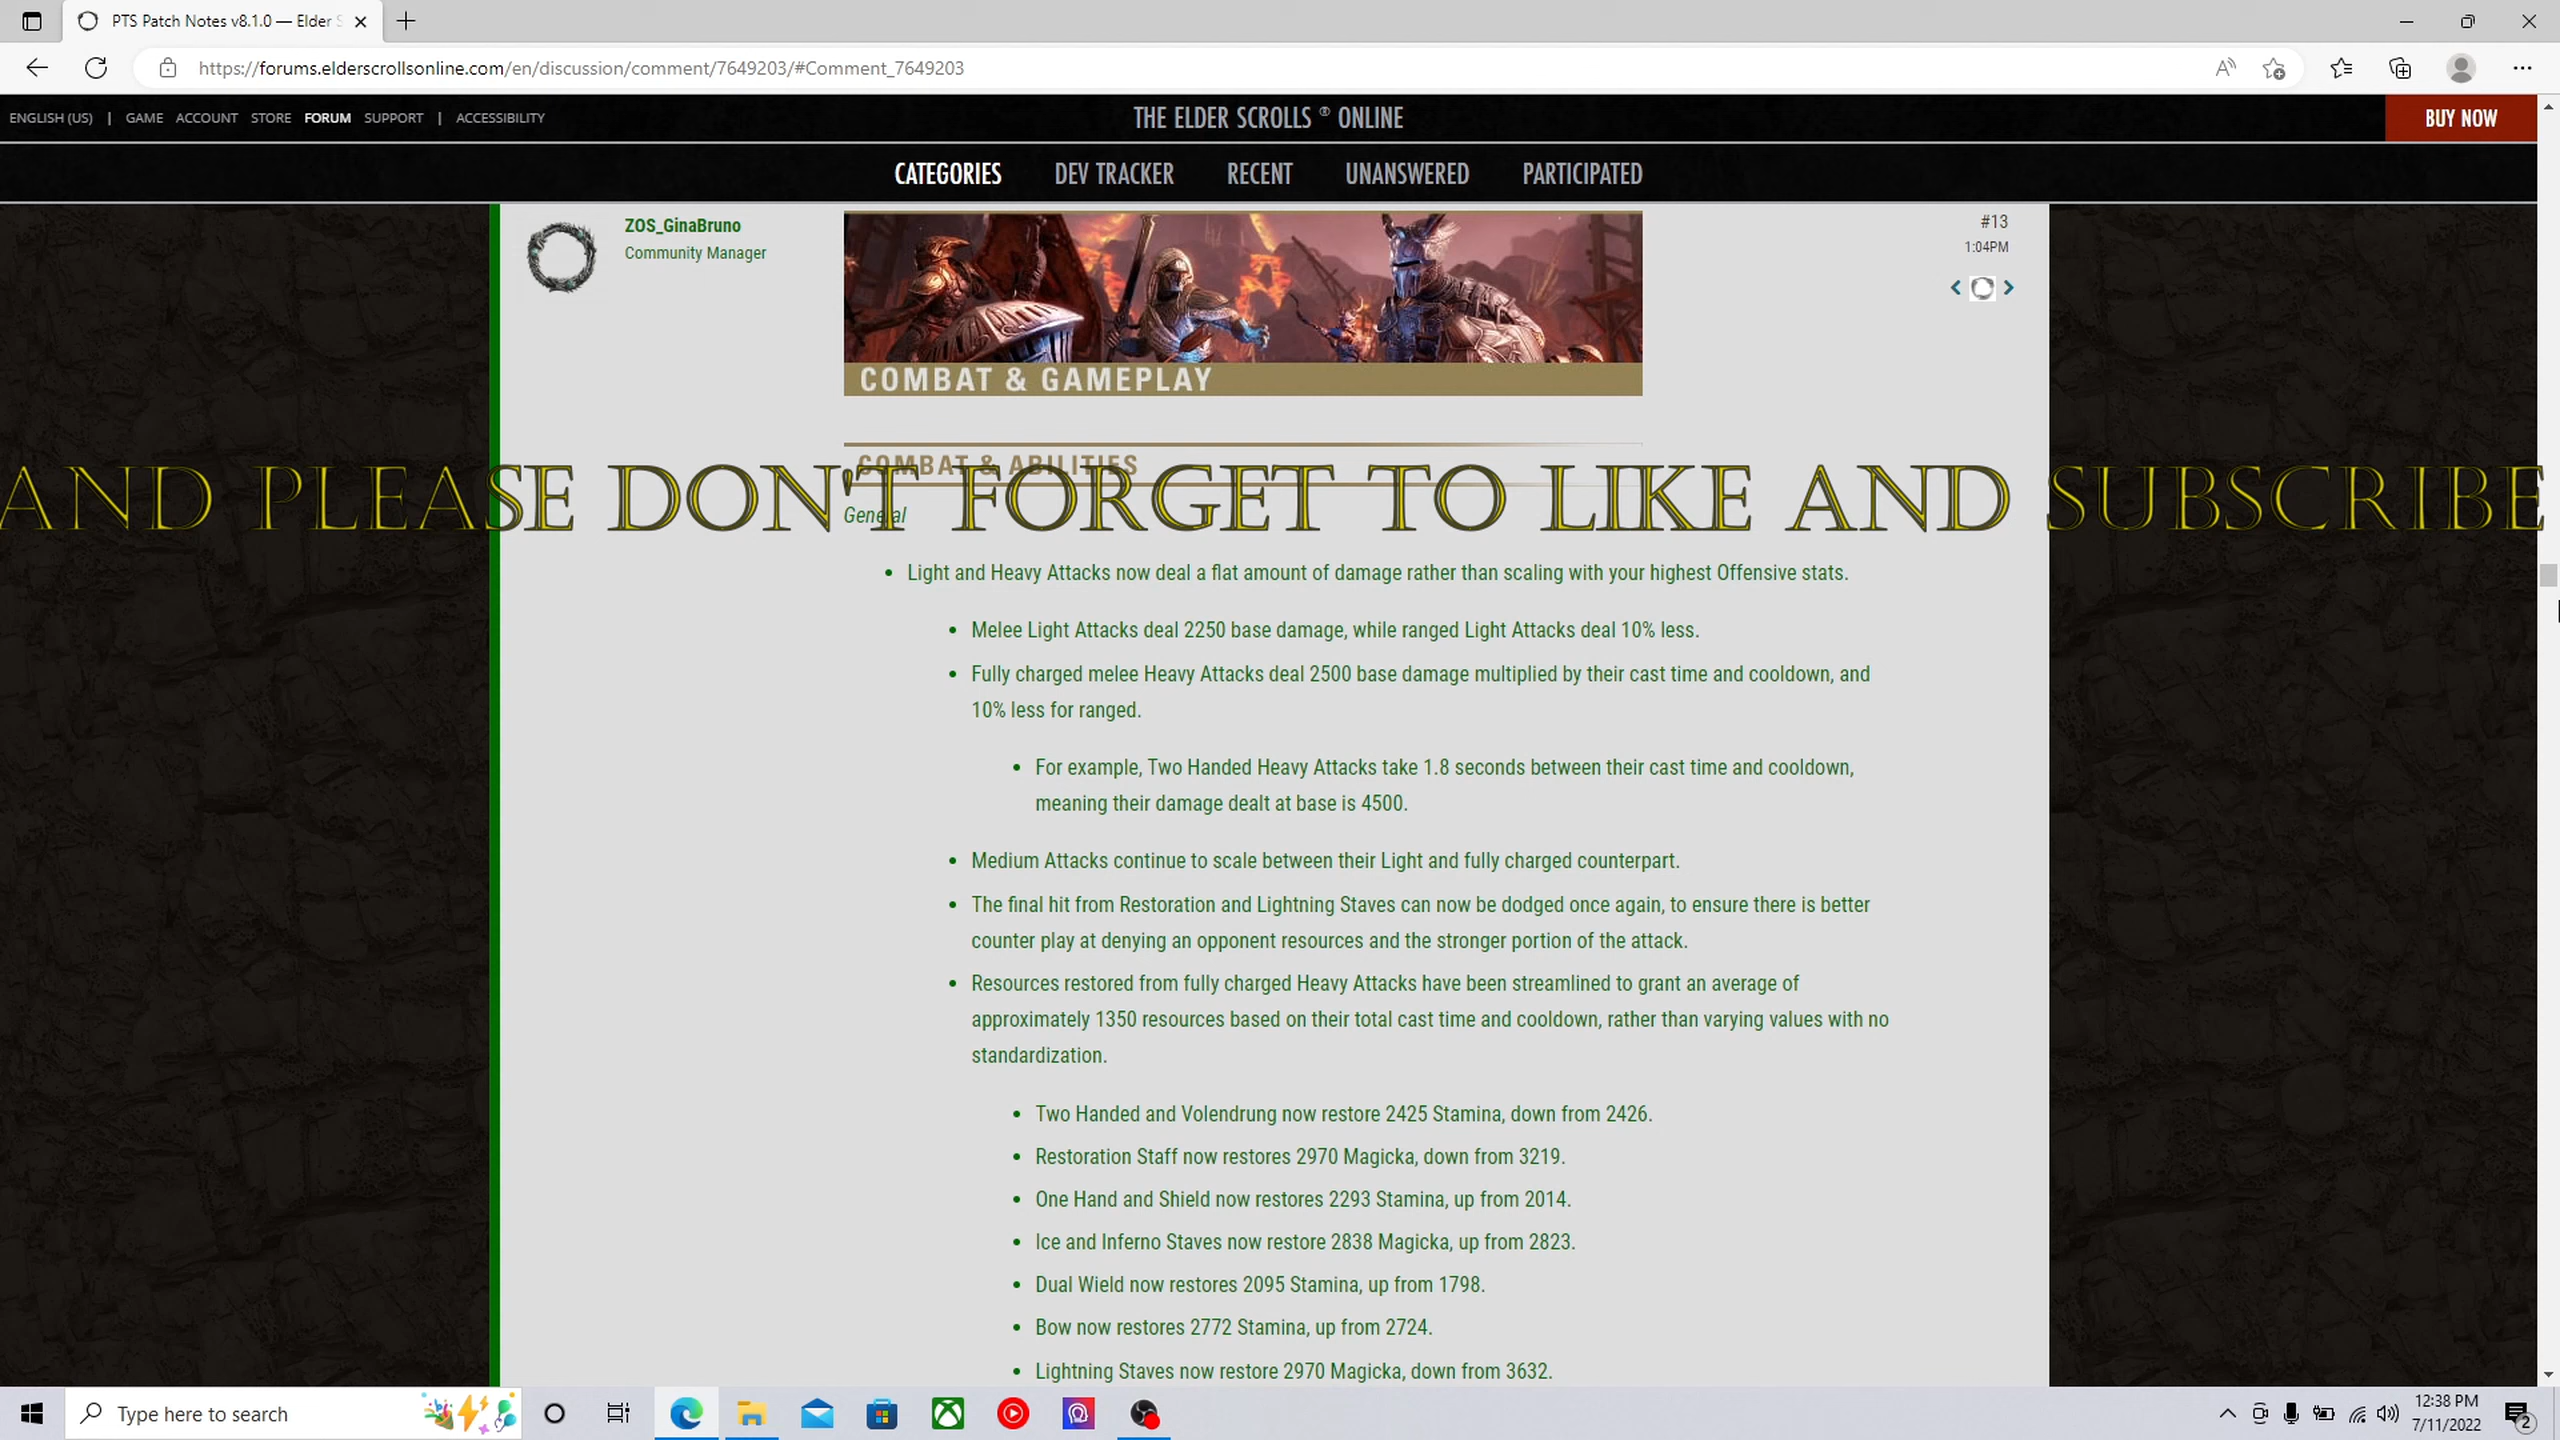 PTS Patch Notes v8.1.0 — Elder S
https://forums.elderscrollsonline.com/en/discussion/comment/7649203/#Comment_7649203
ENGLISH (US) | GAME ACCOUNT STORE FORUM SUPPORT | ACCESSIBILITY
THE ELDER SCROLLS ® ONLINE
BUY NOW
CATEGORIES DEV TRACKER RECENT UNANSWERED PARTICIPATED
ZOS_GinaBruno
Community Manager
#13
1:04PM
COMBAT & GAMEPLAY
COMBAT & ABILITIES
AND PLEASE DON'T FORGET TO LIKE AND SUBSCRIBE
General
• Light and Heavy Attacks now deal a flat amount of damage rather than scaling with your highest Offensive stats.
• Melee Light Attacks deal 2250 base damage, while ranged Light Attacks deal 10% less.
• Fully charged melee Heavy Attacks deal 2500 base damage multiplied by their cast time and cooldown, and
10% less for ranged.
• For example, Two Handed Heavy Attacks take 1.8 seconds between their cast time and cooldown,
meaning their damage dealt at base is 4500.
• Medium Attacks continue to scale between their Light and fully charged counterpart.
• The final hit from Restoration and Lightning Staves can now be dodged once again, to ensure there is better
counter play at denying an opponent resources and the stronger portion of the attack.
• Resources restored from fully charged Heavy Attacks have been streamlined to grant an average of
approximately 1350 resources based on their total cast time and cooldown, rather than varying values with no
standardization.
• Two Handed and Volendrung now restore 2425 Stamina, down from 2426.
• Restoration Staff now restores 2970 Magicka, down from 3219.
• One Hand and Shield now restores 2293 Stamina, up from 2014.
• Ice and Inferno Staves now restore 2838 Magicka, up from 2823.
• Dual Wield now restores 2095 Stamina, up from 1798.
• Bow now restores 2772 Stamina, up from 2724.
• Lightning Staves now restore 2970 Magicka, down from 3632.
Type here to search
12:38 PM
7/11/2022
2